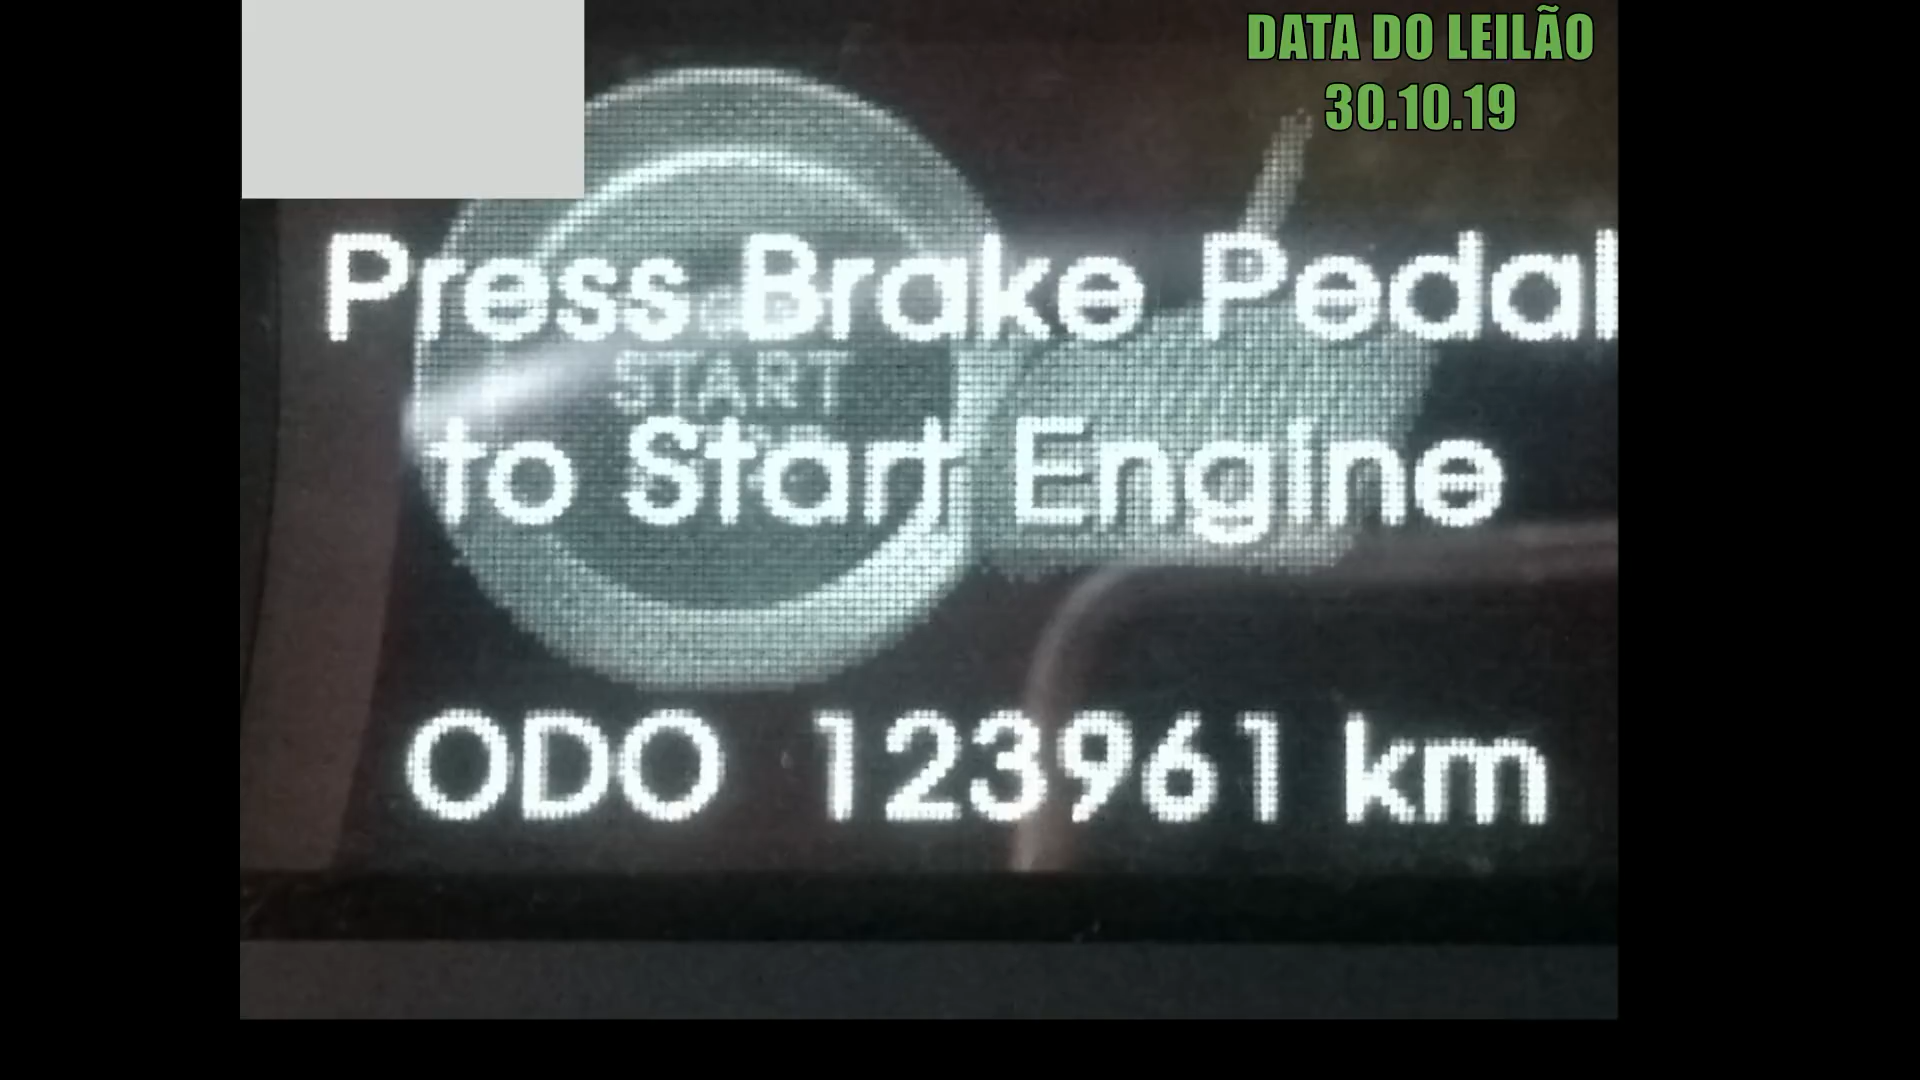 DATA DO LEILÃO
30.10.19
Press Brake Pedal
START
to Start Engine
ODO 123961 km